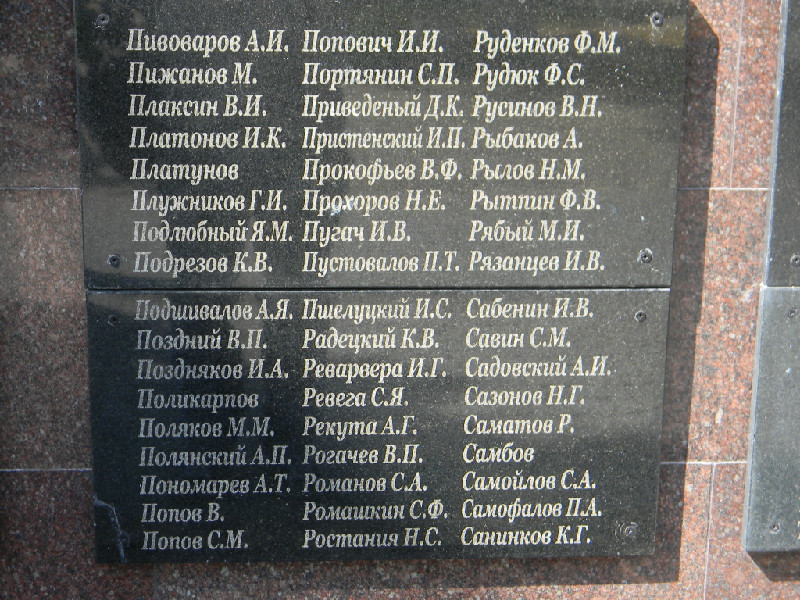 Пивоваров А.И.
Пижанов М.
Плаксин В.И.
Платонов И.К.
Платунов
Плужников Г.И.
Подлюбный Я.М.
Подрезов К.В.
Подшивалов А.Я.
Поздний В.П.
Поздняков И.А.
Поликарпов
Поляков М.М.
Полянский А.П.
Пономарев А.Т.
Попов В.
Попов С.М.
Попович И.И.
Портянин С.П.
Приведеный Д.К.
Пристенский И.П.
Прокофьев В.Ф.
Прохоров Н.Е.
Пугач И.В.
Пустовалов П.Т.
Пшелуцкий И.С.
Радецкий К.В.
Реварвера И.Г.
Ревега С.Я.
Рекута А.Г.
Рогачев В.П.
Романов С.А.
Ромашкин С.Ф.
Ростания Н.С.
Руденков Ф.М.
Рудюк Ф.С.
Русинов В.Н.
Рыбаков А.
Рылов Н.М.
Рытпин Ф.В.
Рябый М.И.
Рязанцев И.В.
Сабенин И.В.
Савин С.М.
Садовский А.И.
Сазонов Н.Г.
Саматов Р.
Самбов
Самойлов С.А.
Самофалов П.А.
Санинков К.Г.